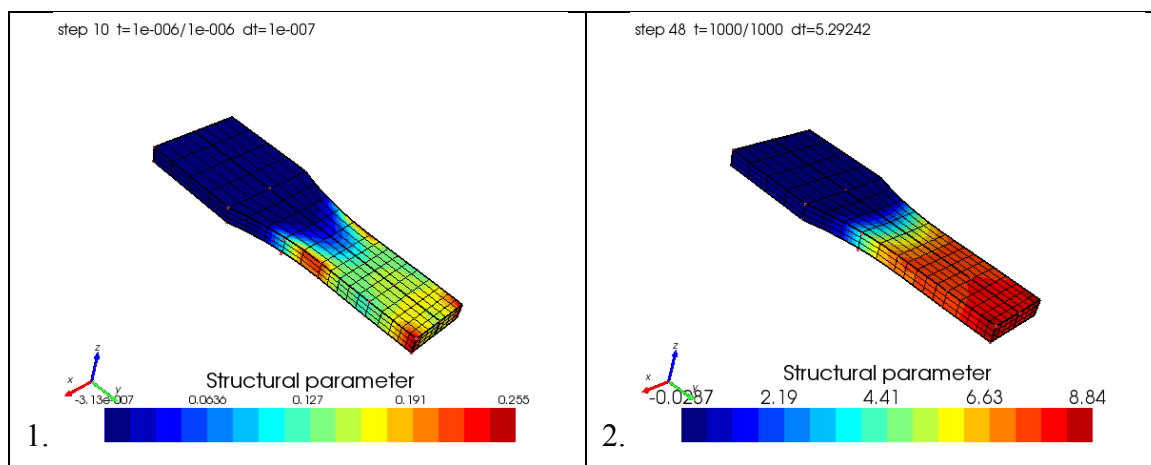 step 10 t=1e-006/1e-006 dt=1e-007
z
x
y
Structural parameter
-3.13e-007 0.0636 0.127 0.191 0.255
1.
step 48 t=1000/1000 dt=5.29242
z
x
y
Structural parameter
-0.0287 2.19 4.41 6.63 8.84
2.